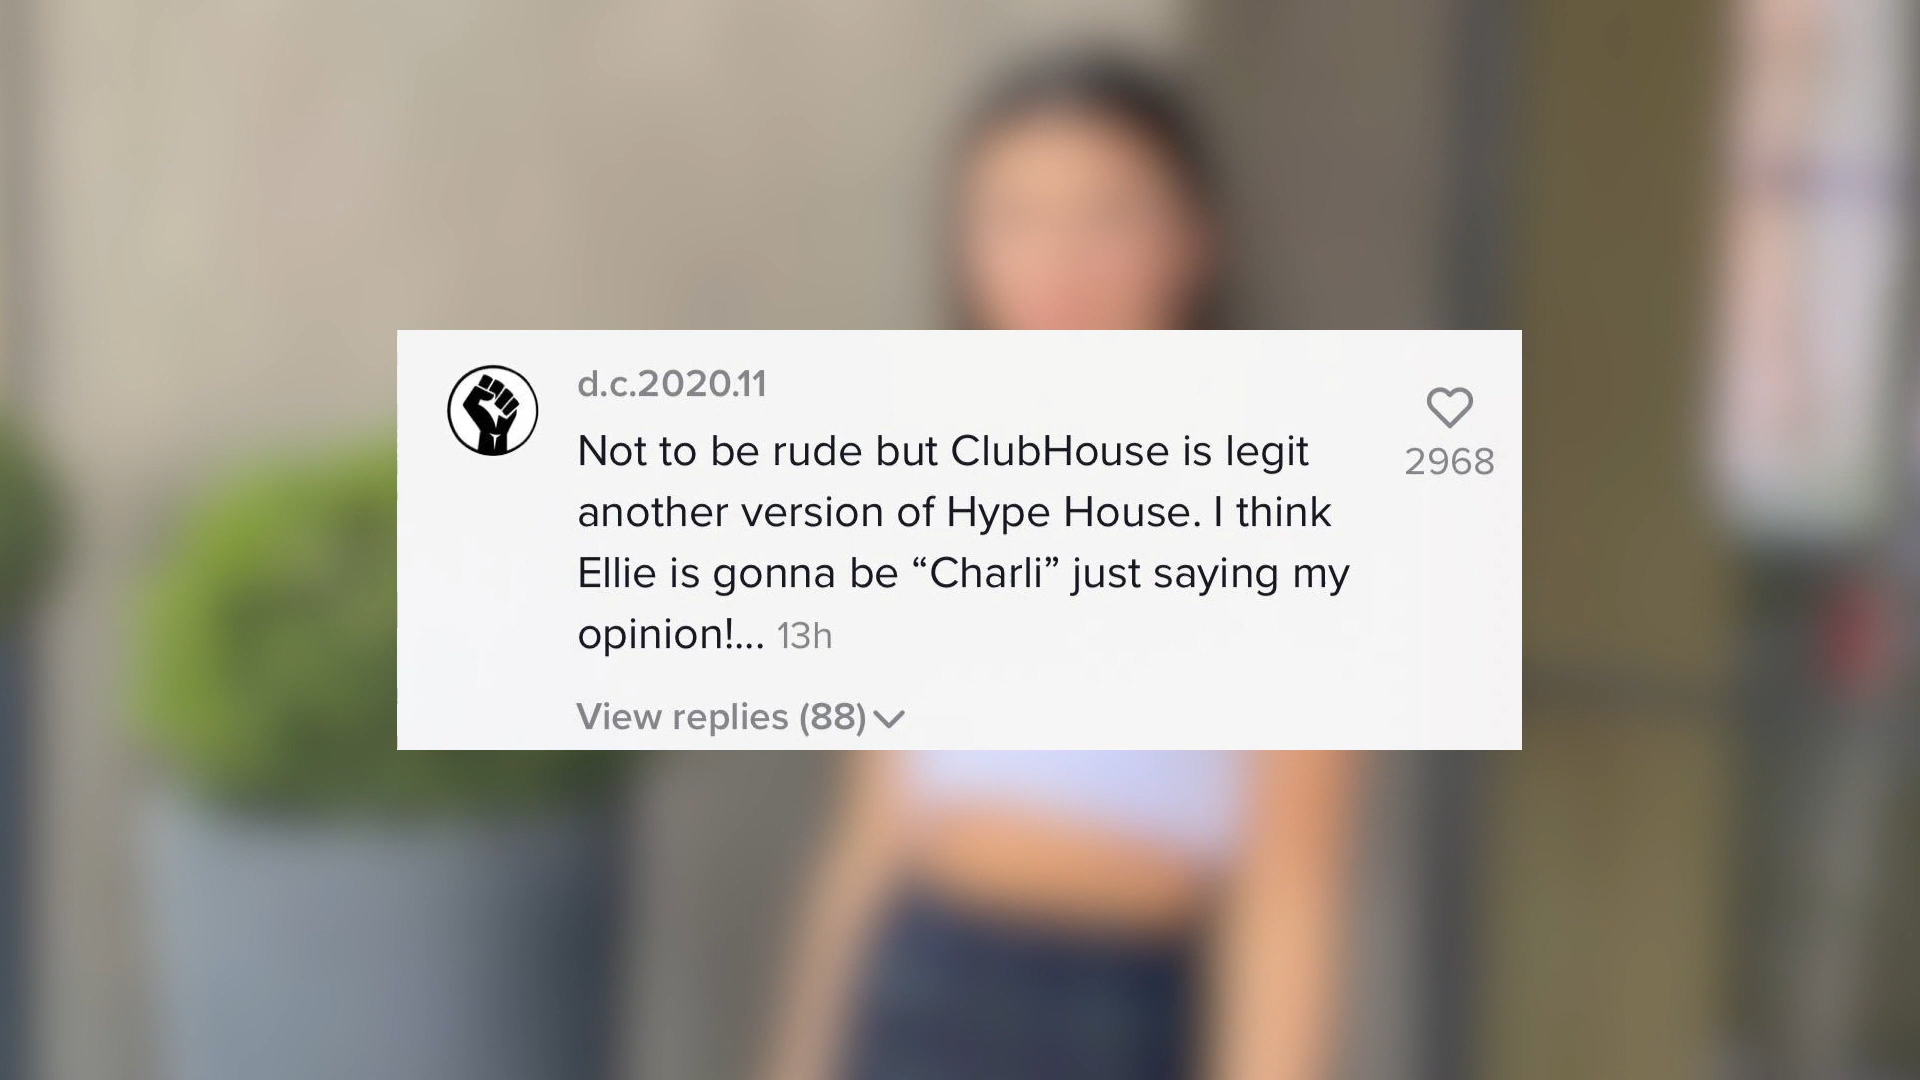 d.c.2020.11
Not to be rude but ClubHouse is legit
2968
another version of Hype House. I think
Ellie is gonna be “Charli” just saying my
opinion!... 13h
View replies (88)